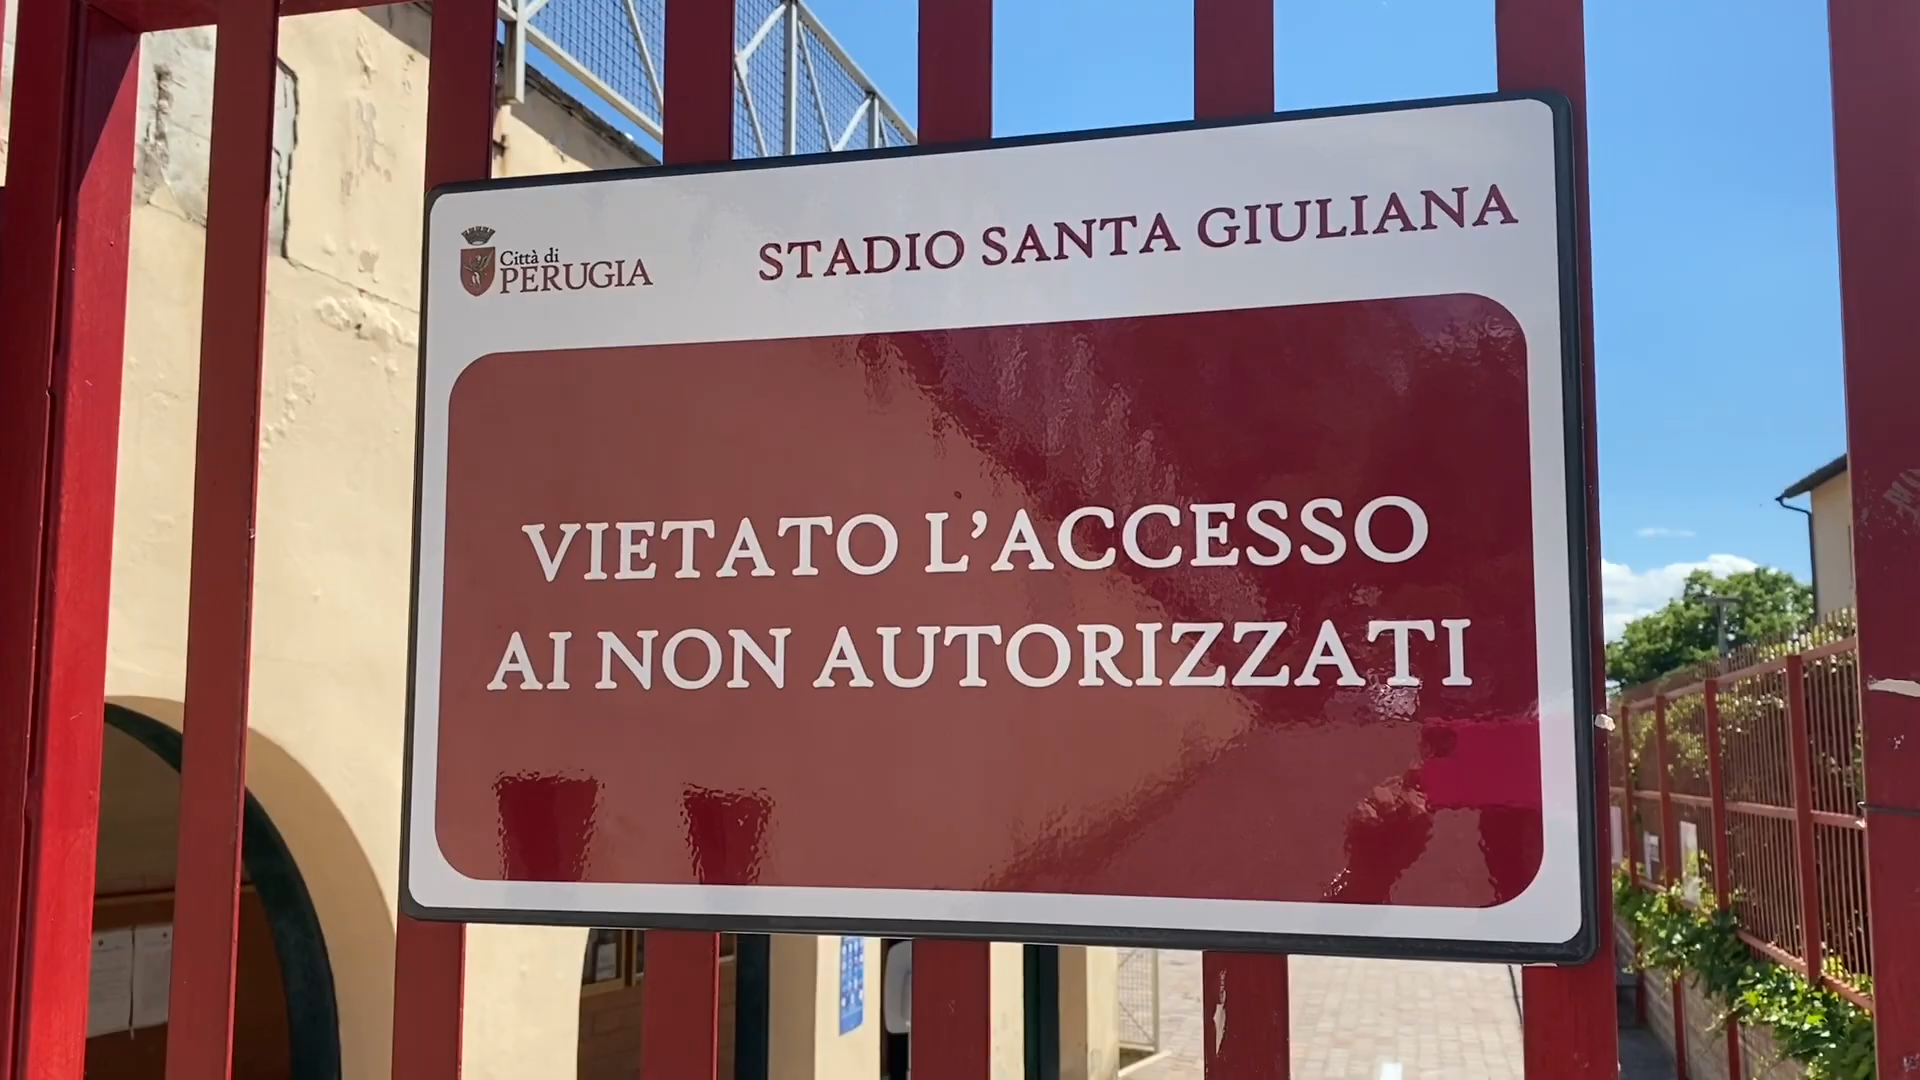 Città di
PERUGIA
STADIO SANTA GIULIANA
VIETATO L’ACCESSO
AI NON AUTORIZZATI